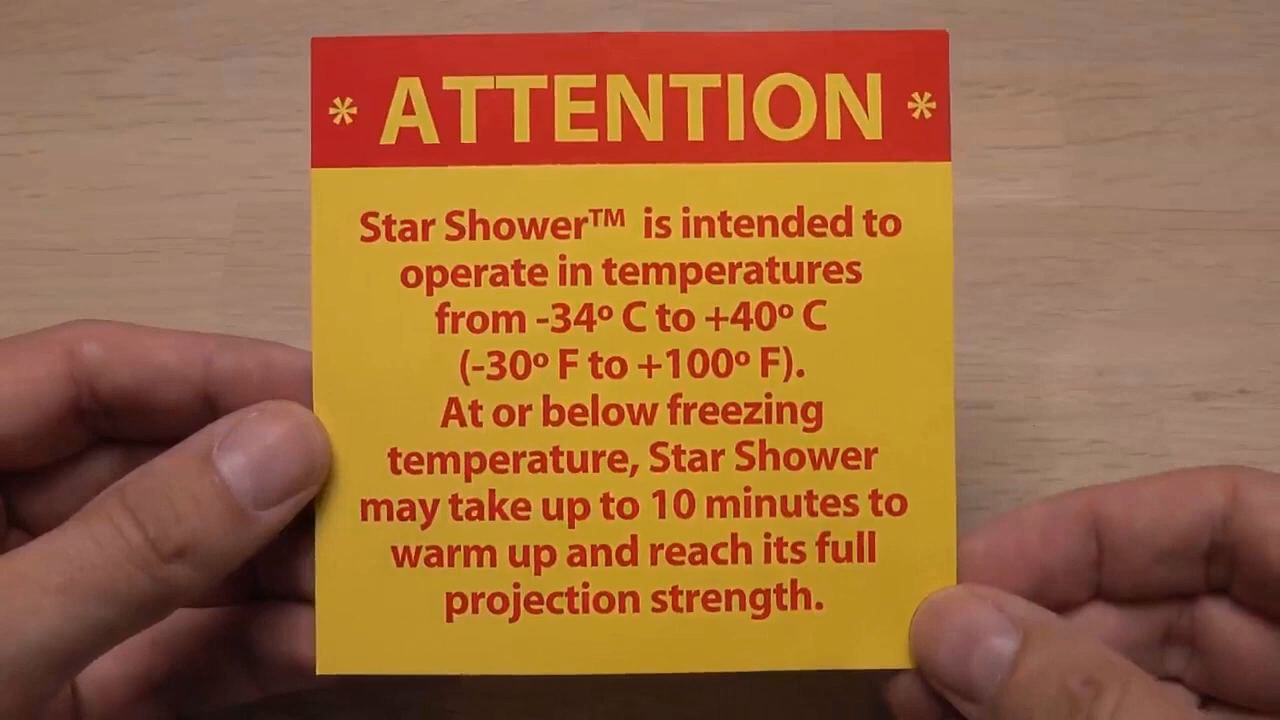 * ATTENTION *
Star Shower™ is intended to
operate in temperatures
from -34º C to +40º C
(-30º F to +100º F).
At or below freezing
temperature, Star Shower
may take up to 10 minutes to
warm up and reach its full
projection strength.